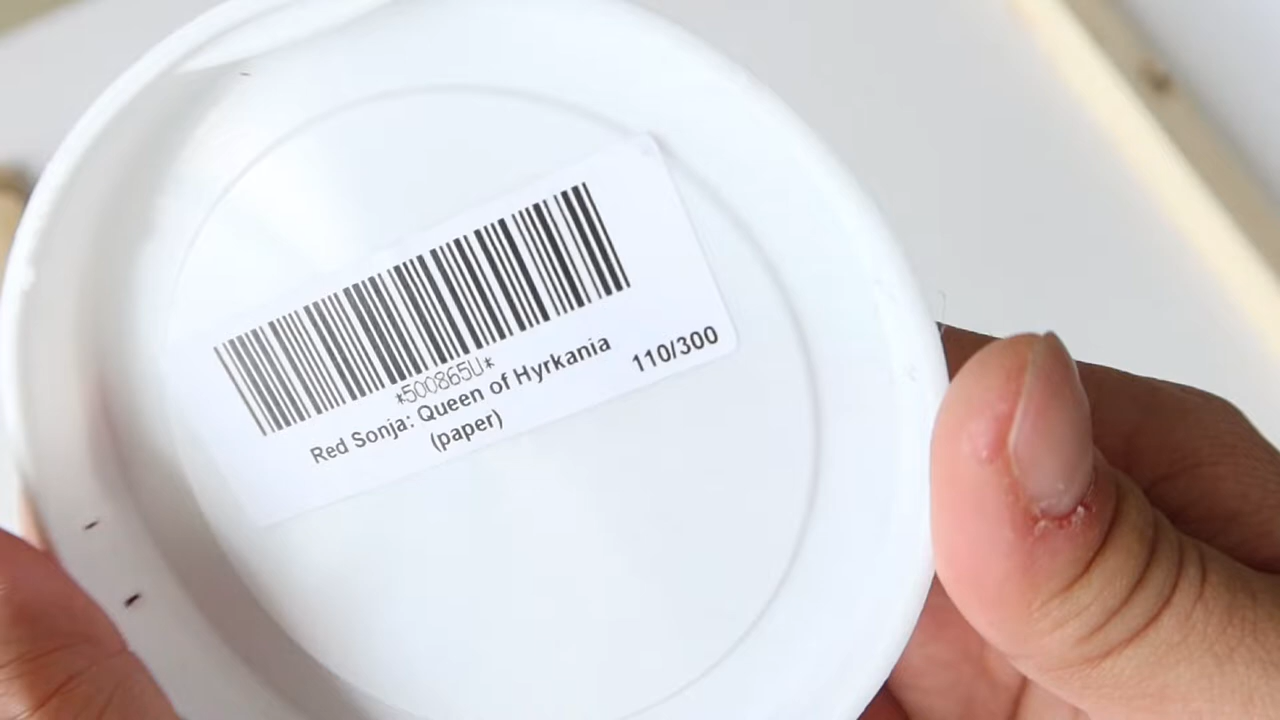 *500865U*
Red Sonja: Queen of Hyrkania
(paper)
110/300